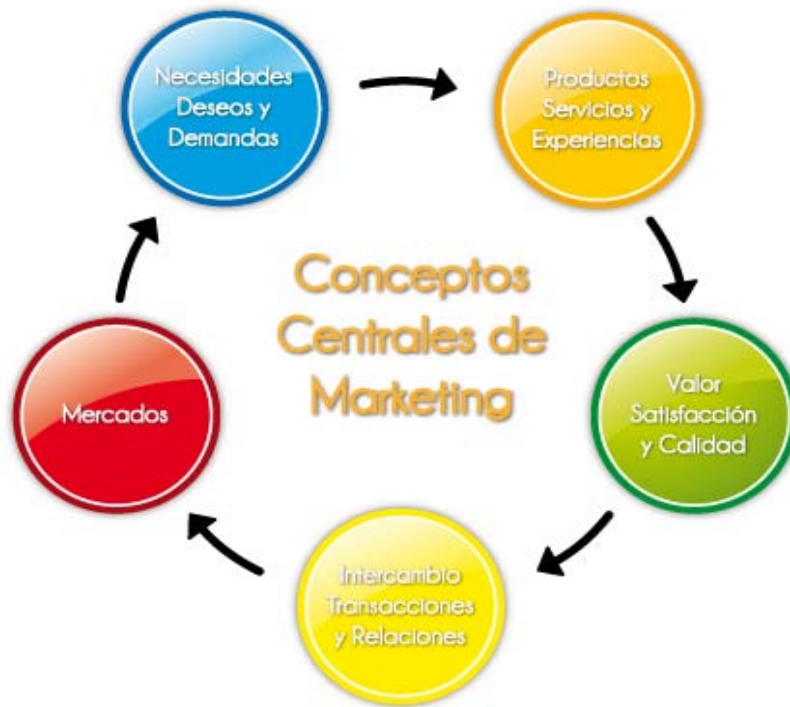 Necesidades
Deseos y
Demandas
Productos
Servicios y
Experiencias
Conceptos
Centrales de
Marketing
Mercados
Valor
Satisfacción
y Calidad
Intercambio
Transacciones
y Relaciones